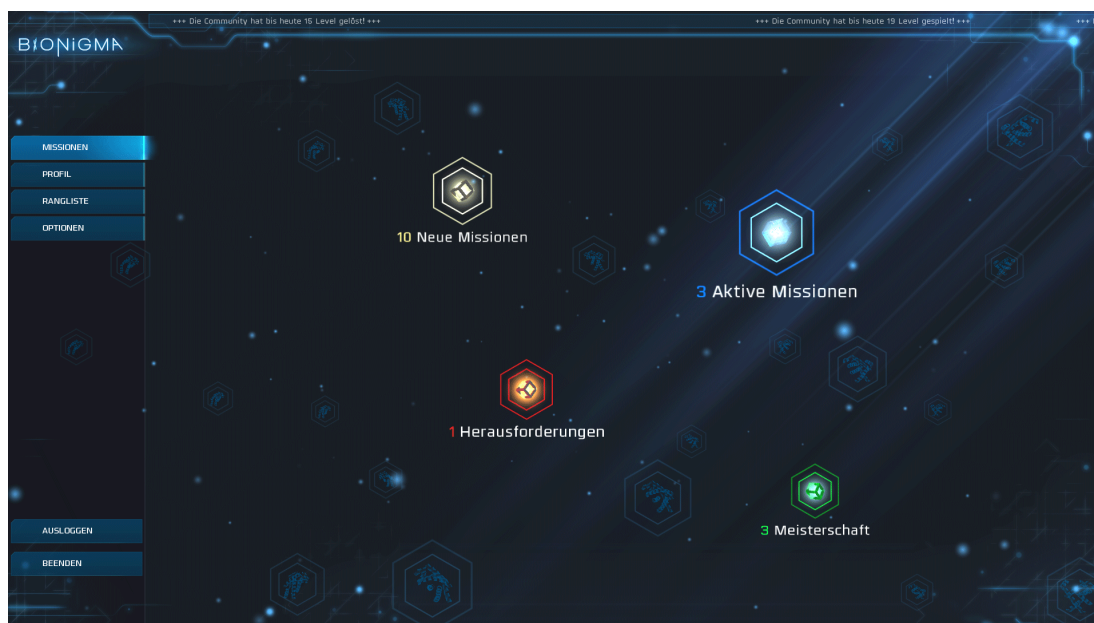 +++ Die Community hat bis heute 15 Level gelöst! +++
+++ Die Community hat bis heute 19 Level gespielt! +++
+++
BIONIGMA
MISSIONEN
PROFIL
RANGLISTE
OPTIONEN
10 Neue Missionen
3 Aktive Missionen
1 Herausforderungen
3 Meisterschaft
AUSLOGGEN
BEENDEN